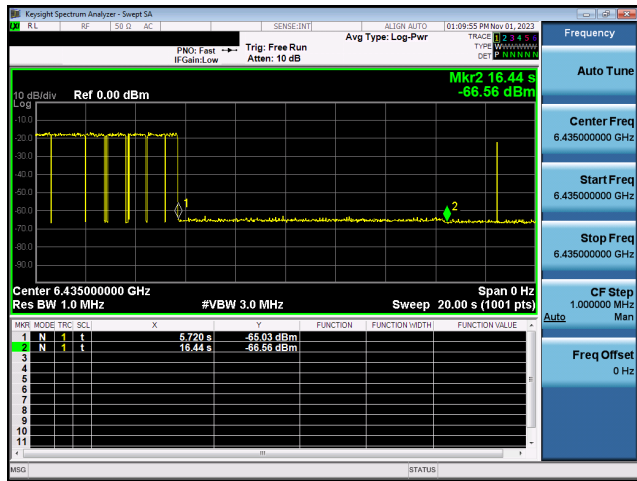 Keysight Spectrum Analyzer - Swept SA
RL RF 50 Ω AC SENSE:INT ALIGN AUTO 01:09:55 PM Nov 01, 2023
Frequency
Avg Type: Log-Pwr
TRACE 1 2 3 4 5 6
TYPE WWWWWW
DET P N N N N N
PNO: Fast
IFGain:Low
Trig: Free Run
Atten: 10 dB
Auto Tune
Mkr2 16.44 s
-66.56 dBm
10 dB/div Ref 0.00 dBm
Log
-10.0
-20.0
-30.0
-40.0
-50.0
-60.0
-70.0
-80.0
-90.0
1
2
Center Freq
6.435000000 GHz
Start Freq
6.435000000 GHz
Stop Freq
6.435000000 GHz
Center 6.435000000 GHz Span 0 Hz
Res BW 1.0 MHz #VBW 3.0 MHz Sweep 20.00 s (1001 pts)
CF Step
1.000000 MHz
Auto Man
MKR MODE TRC SCL X Y FUNCTION FUNCTION WIDTH FUNCTION VALUE
1 N 1 t 5.720 s -65.03 dBm
2 N 1 t 16.44 s -66.56 dBm
3
4
5
6
7
8
9
10
11
Freq Offset
0 Hz
MSG STATUS